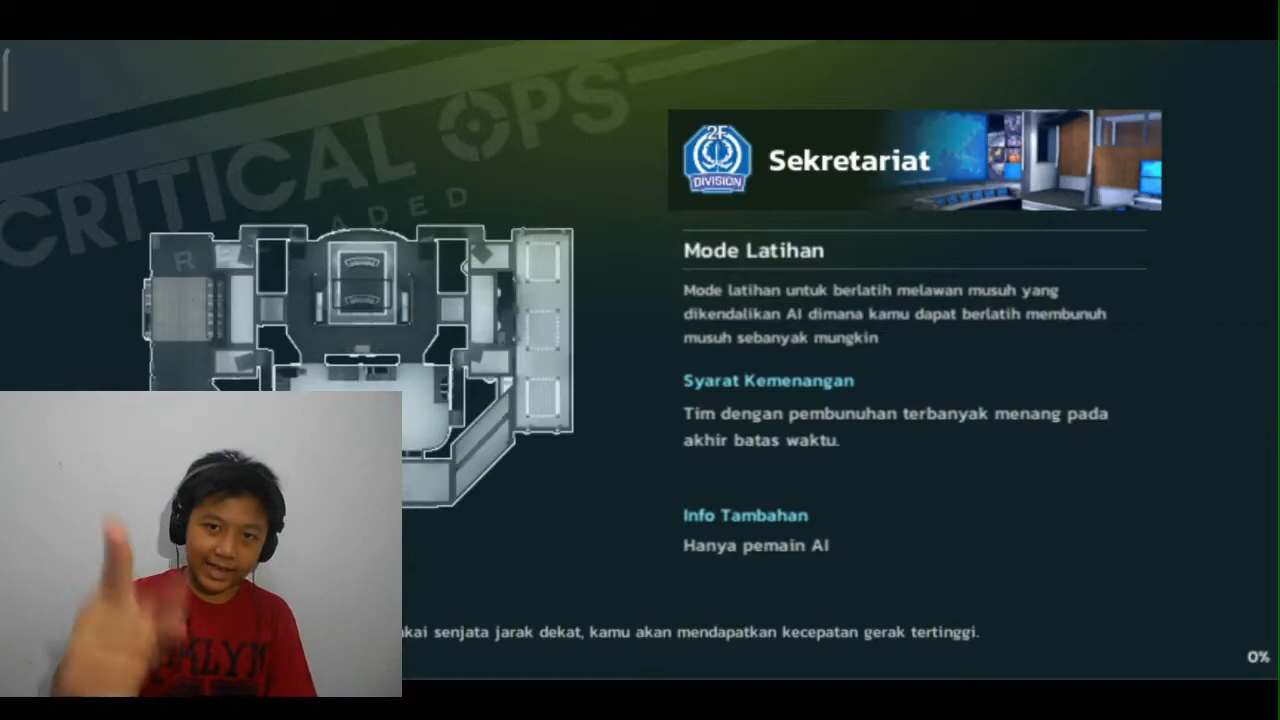 CRITICAL OPS
ADED
R
2F
DIVISION
Sekretariat
Mode Latihan
Mode latihan untuk berlatih melawan musuh yang
dikendalikan AI dimana kamu dapat berlatih membunuh
musuh sebanyak mungkin
Syarat Kemenangan
Tim dengan pembunuhan terbanyak menang pada
akhir batas waktu.
Info Tambahan
Hanya pemain AI
kai senjata jarak dekat, kamu akan mendapatkan kecepatan gerak tertinggi.
0%
OKLYN